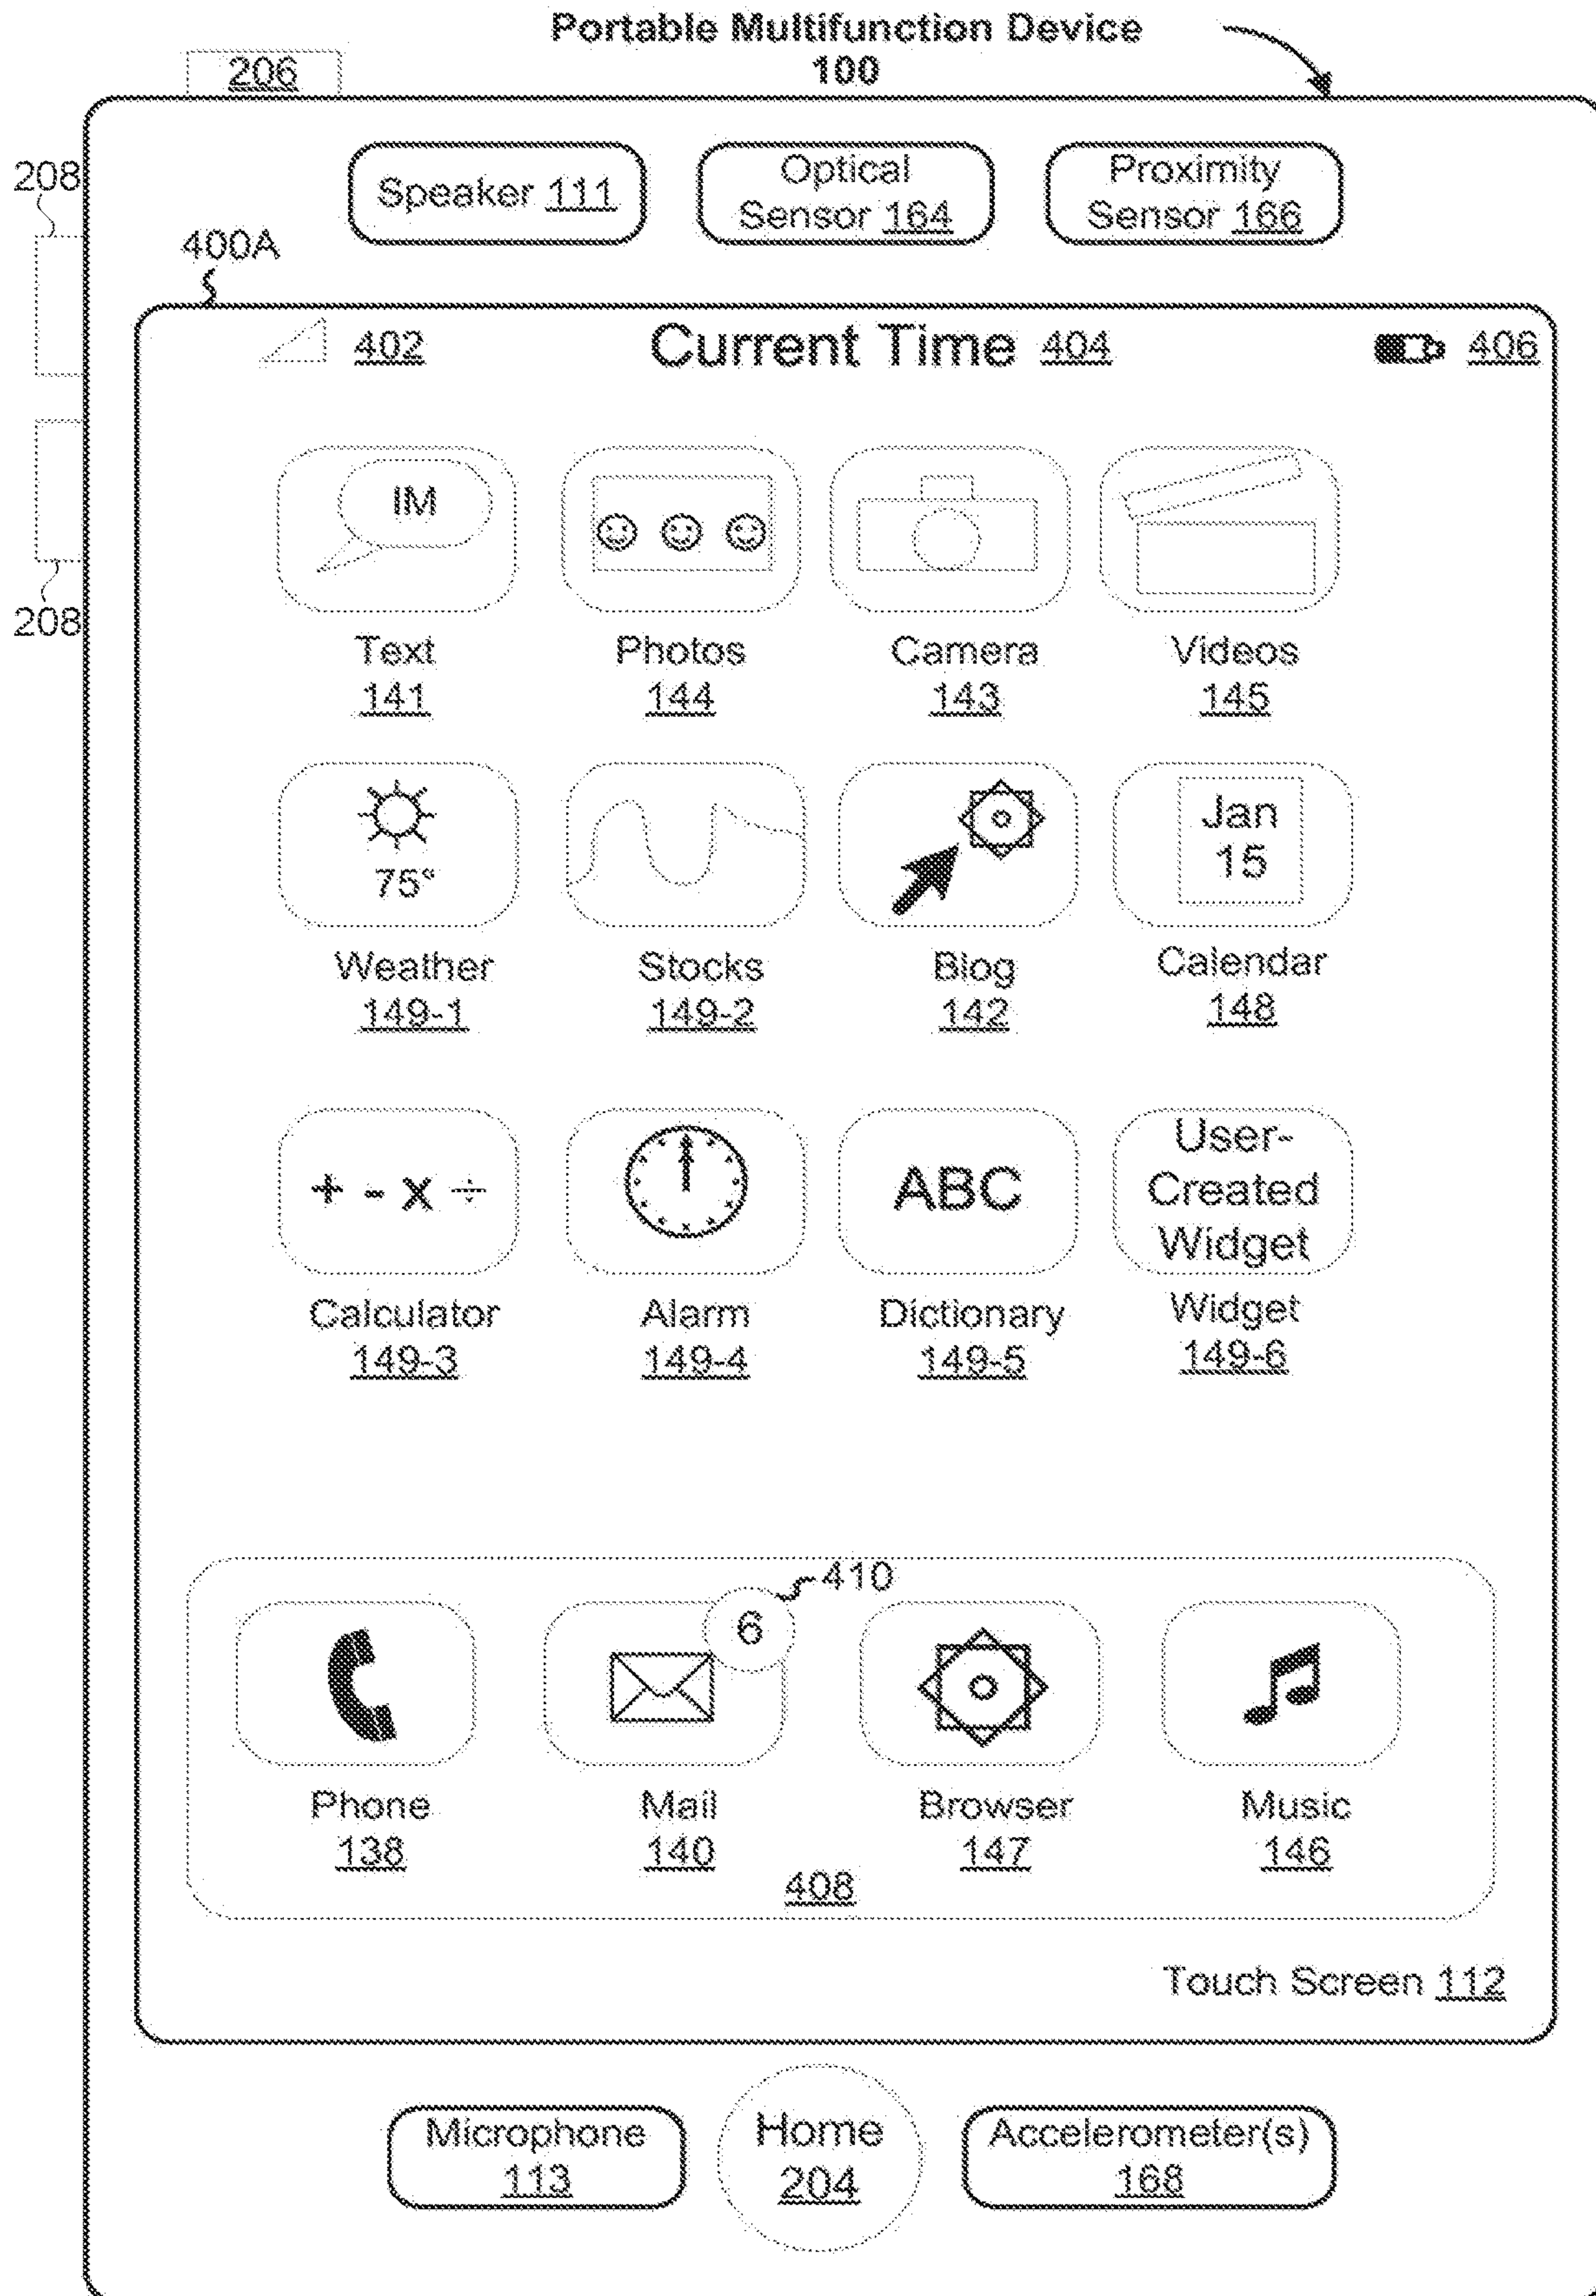 Portable Multifunction Device
100
206
208
Speaker 111
Optical
Sensor 164
Proximity
Sensor 166
400A
402
Current Time 404
406
208
IM
Text
141
Photos
144
Camera
143
Videos
145
75°
Weather
149-1
Stocks
149-2
Blog
142
Jan
15
Calendar
148
+ - x ÷
Calculator
149-3
Alarm
149-4
ABC
Dictionary
149-5
User-
Created
Widget
Widget
149-6
410
6
Phone
138
Mail
140
Browser
147
Music
146
408
Touch Screen 112
Microphone
113
Home
204
Accelerometer(s)
168